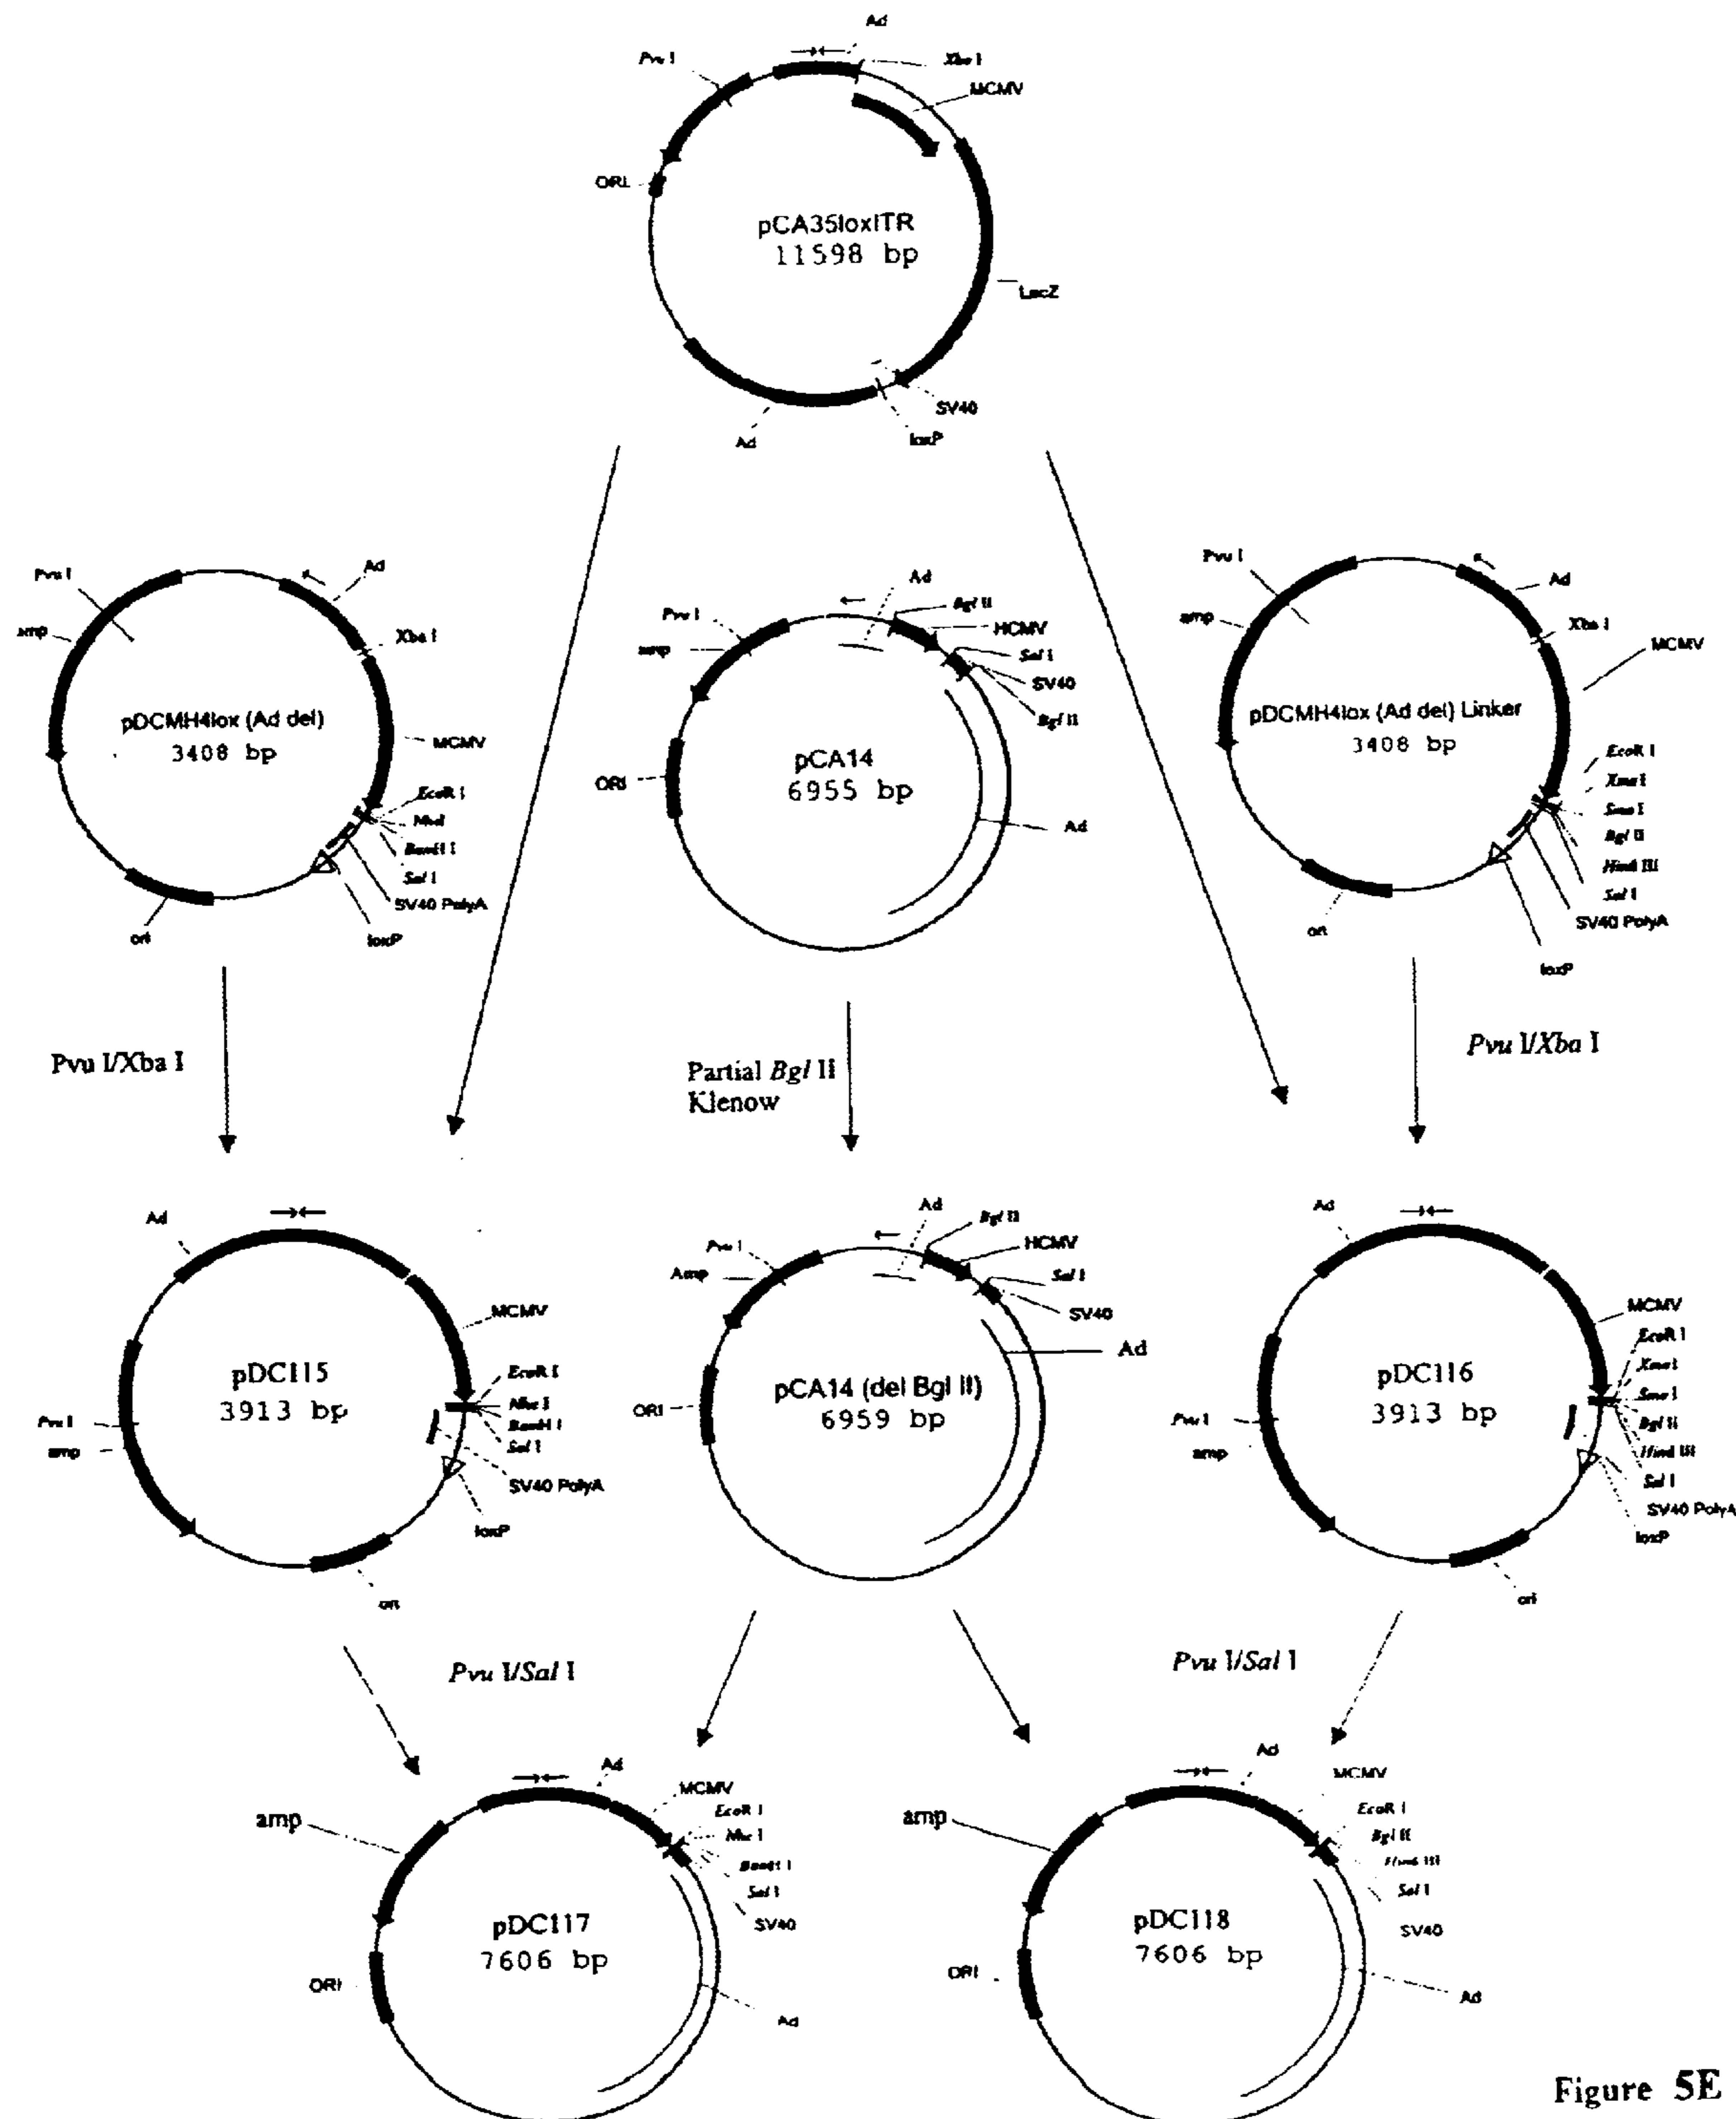 Ad
Pvu I
Xba I
MCMV
ORI
pCA35loxITR
11598 bp
LacZ
SV40
Ad
loxP
Pvu I
Ad
amp
Xba I
pDCMH4lox (Ad del)
3408 bp
MCMV
EcoR I
BamH I
Sal I
SV40 PolyA
ori
loxP
Ad
Pvu I
Bgl II
HCMV
amp
Sal I
SV40
Bgl II
pCA14
6955 bp
ORI
Ad
Pvu I
Ad
amp
Xba I
MCMV
pDCMH4lox (Ad del) Linker
3408 bp
EcoR I
Xma I
Sma I
Bgl II
Hind III
Sal I
SV40 PolyA
ori
loxP
Pvu I/Xba I
Partial Bgl II
Klenow
Pvu I/Xba I
Ad
MCMV
pDC115
3913 bp
EcoR I
Nhe I
BamH I
Sal I
Pvu I
amp
SV40 PolyA
loxP
ori
Ad
Bgl II
Pvu I
HCMV
Amp
Sal I
SV40
Ad
pCA14 (del Bgl II)
6959 bp
ORI
Ad
MCMV
EcoR I
Xma I
pDC116
3913 bp
Sma I
Pvu I
Bgl II
amp
Hind III
Sal I
SV40 PolyA
loxP
ori
Pvu I/Sal I
Pvu I/Sal I
Ad
MCMV
amp
EcoR I
BamH I
Sal I
SV40
pDC117
7606 bp
ORI
Ad
Ad
MCMV
amp
EcoR I
Bgl II
Hind III
Sal I
SV40
pDC118
7606 bp
ORI
Ad
Figure 5E